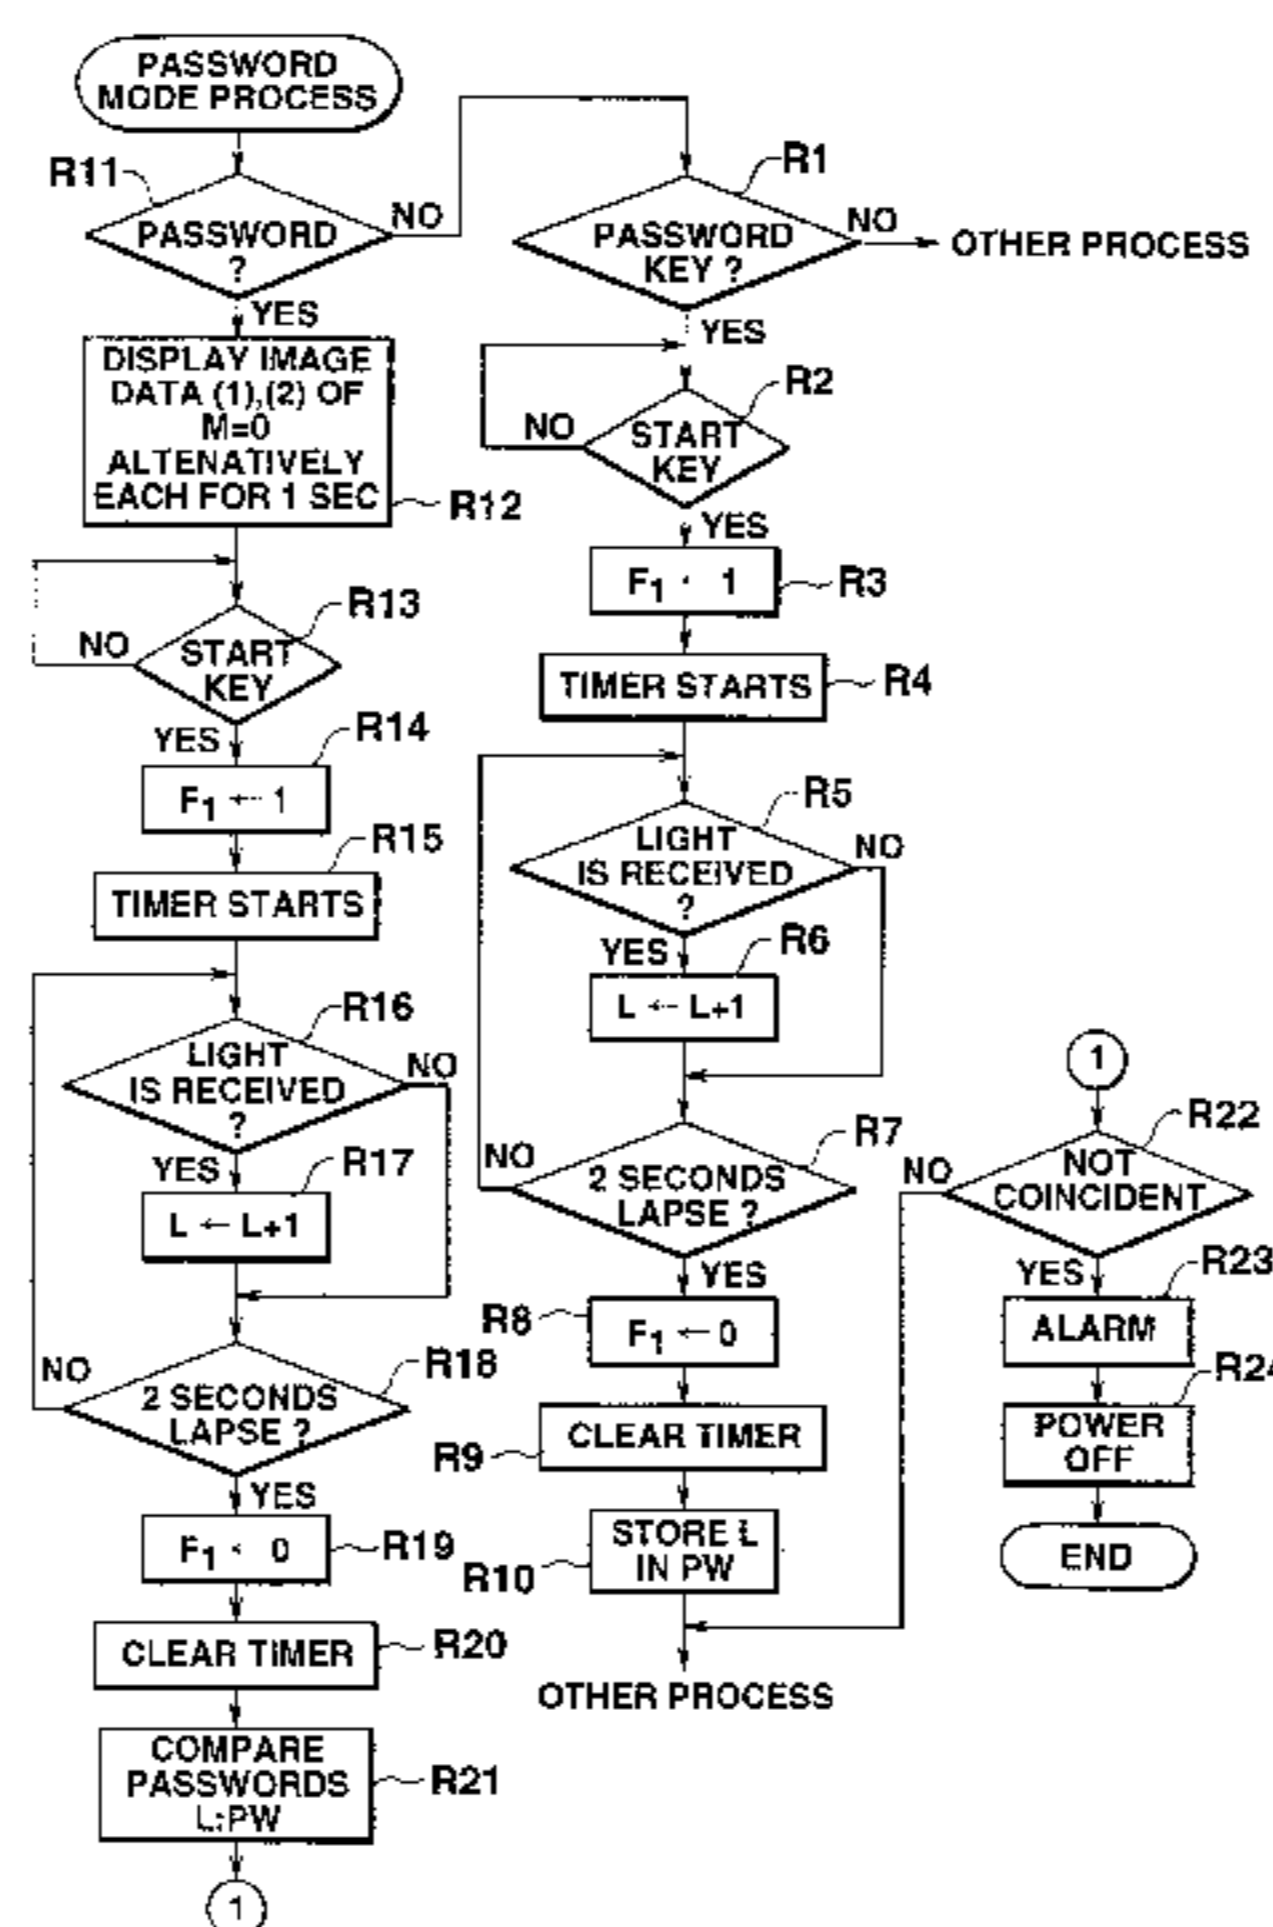 PASSWORD
MODE PROCESS
R11
PASSWORD
?
NO
YES
DISPLAY IMAGE
DATA (1),(2) OF
M=0
ALTENATIVELY
EACH FOR 1 SEC
R12
R13
NO
START
KEY
YES
R14
F1 ← 1
R15
TIMER STARTS
R16
LIGHT
IS RECEIVED
?
NO
YES
R17
L ← L+1
R18
NO
2 SECONDS
LAPSE ?
YES
F1 ← 0
R19
CLEAR TIMER
R20
COMPARE
PASSWORDS
L:PW
R21
1
R1
PASSWORD
KEY ?
NO
OTHER PROCESS
YES
R2
NO
START
KEY
YES
F1 ← 1
R3
TIMER STARTS
R4
R5
LIGHT
IS RECEIVED
?
NO
YES
R6
L ← L+1
R7
NO
2 SECONDS
LAPSE ?
YES
R8
F1 ← 0
CLEAR TIMER
R9
STORE L
IN PW
R10
OTHER PROCESS
1
R22
NO
NOT
COINCIDENT
YES
R23
ALARM
R24
POWER
OFF
END